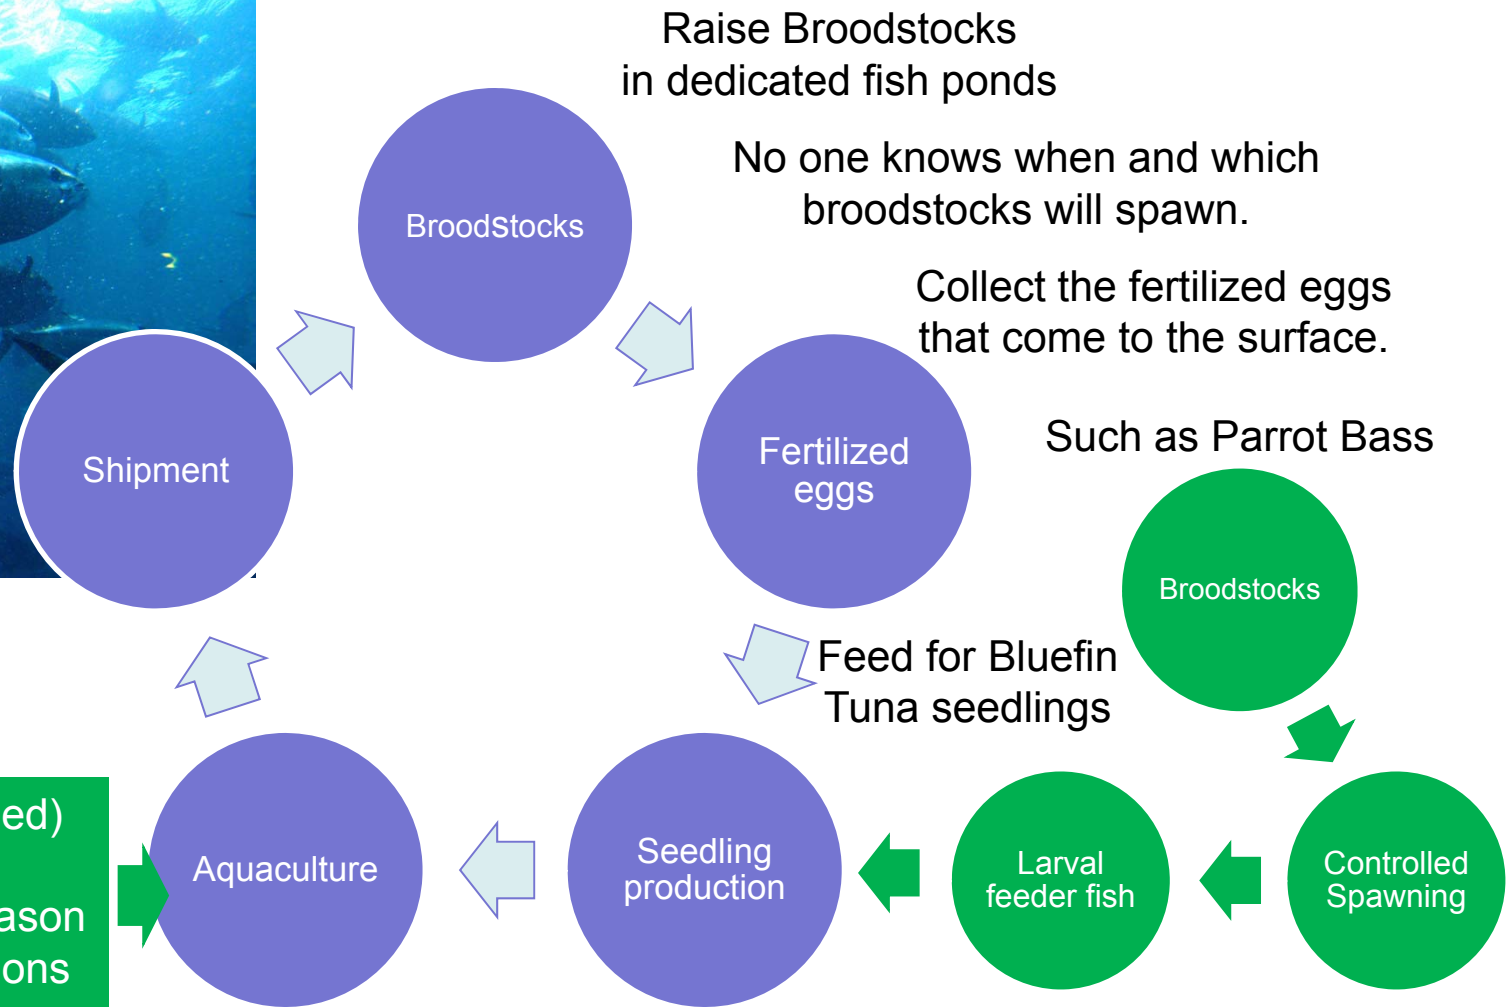 Raise Broodstocks
in dedicated fish ponds
No one knows when and which
broodstocks will spawn.
Collect the fertilized eggs
that come to the surface.
Such as Parrot Bass
Broodstocks
Fertilized
eggs
Shipment
Broodstocks
Feed for Bluefin
Tuna seedlings
Aquaculture
Seedling
production
Larval
feeder fish
Controlled
Spawning
ed)
ason
ons